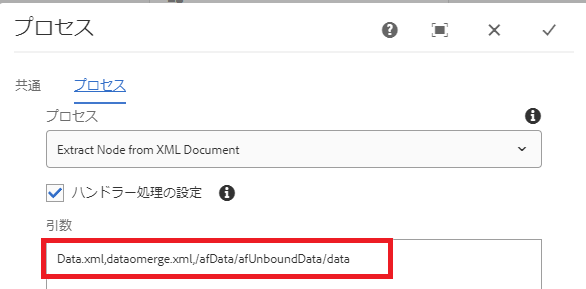 プロセス
共通 プロセス
プロセス
Extract Node from XML Document
ハンドラー処理の設定
引数
Data.xml,dataomerge.xml,/afData/afUnboundData/data